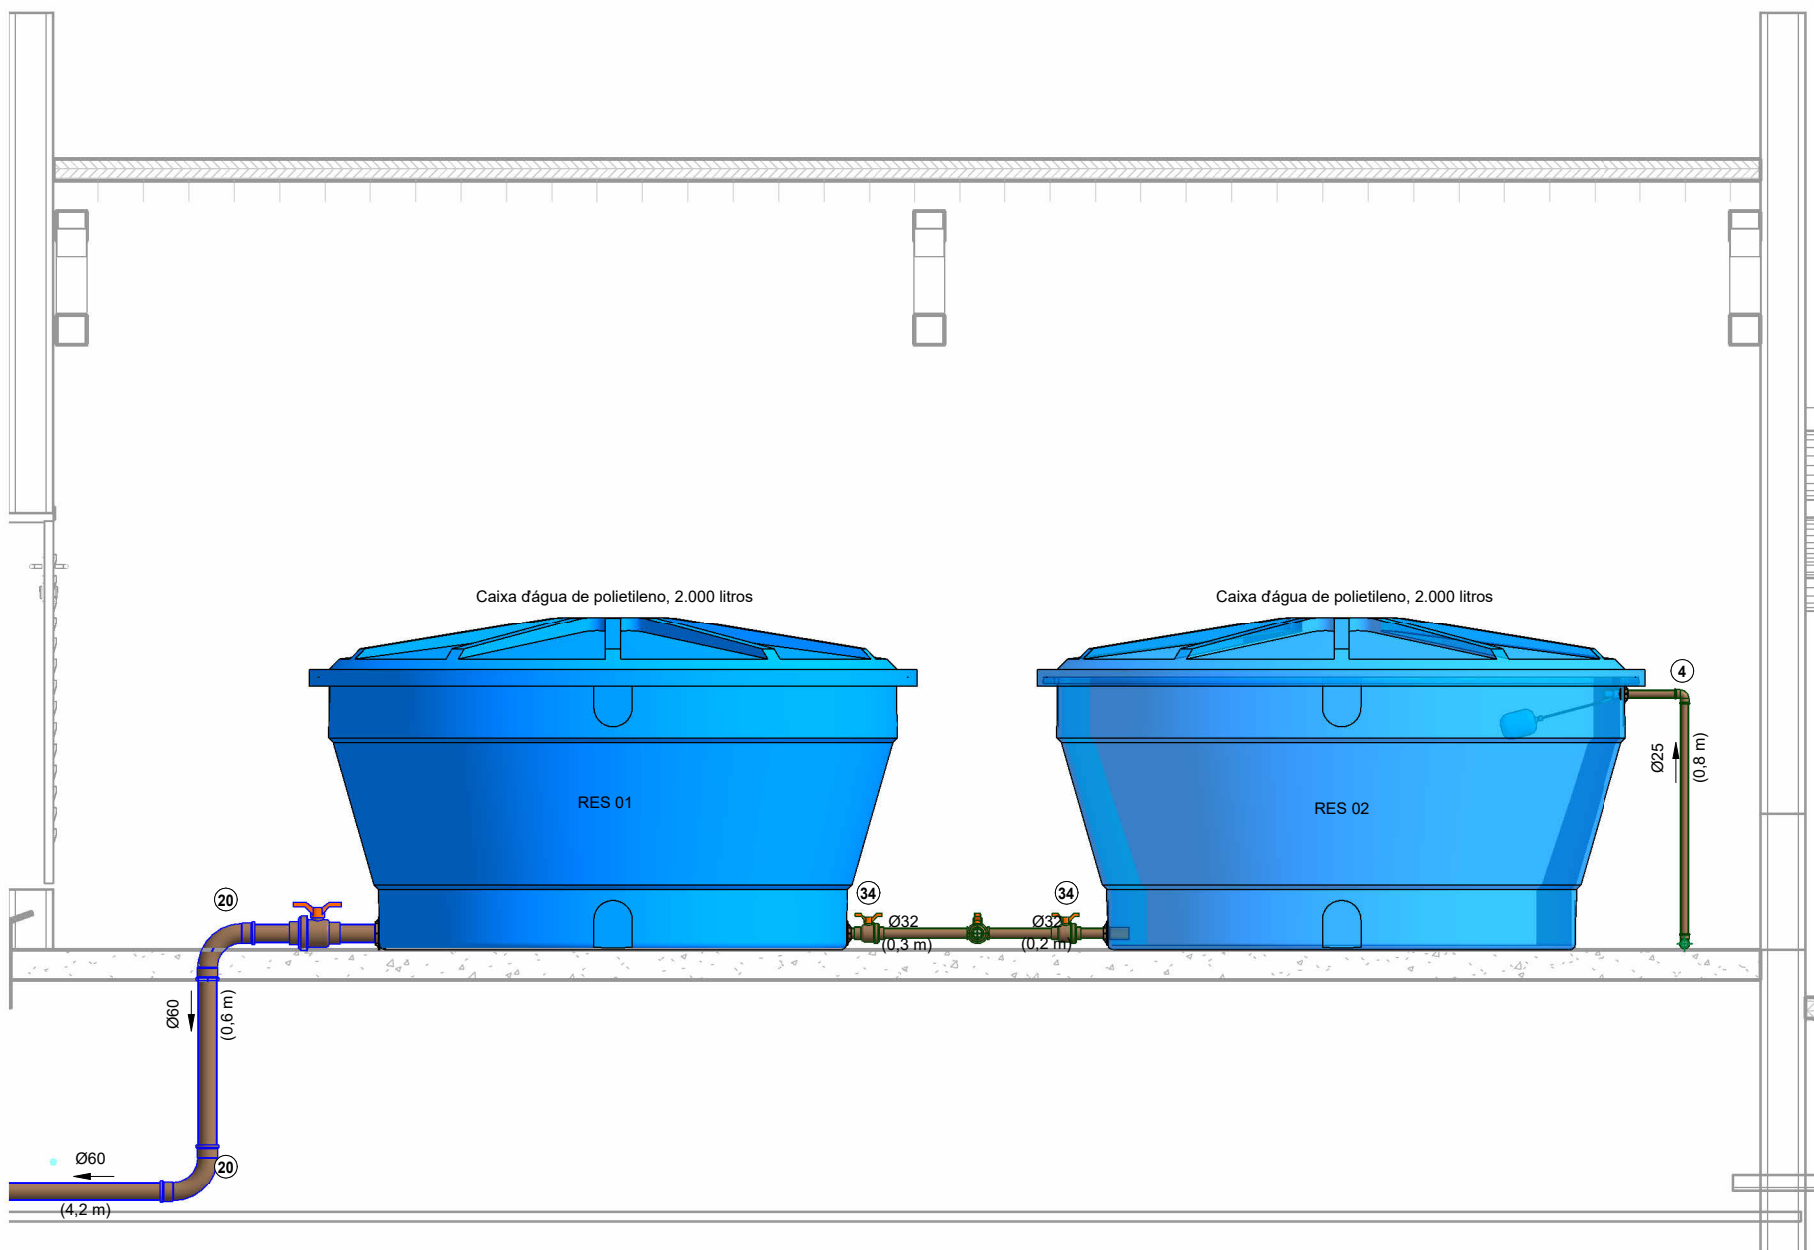 Caixa d'água de polietileno, 2.000 litros
Caixa d'água de polietileno, 2.000 litros
4
Ø25
(0,8 m)
RES 01
RES 02
20
34
34
Ø32
(0,3 m)
Ø32
(0,2 m)
Ø60
(0,6 m)
20
Ø60
(4,2 m)